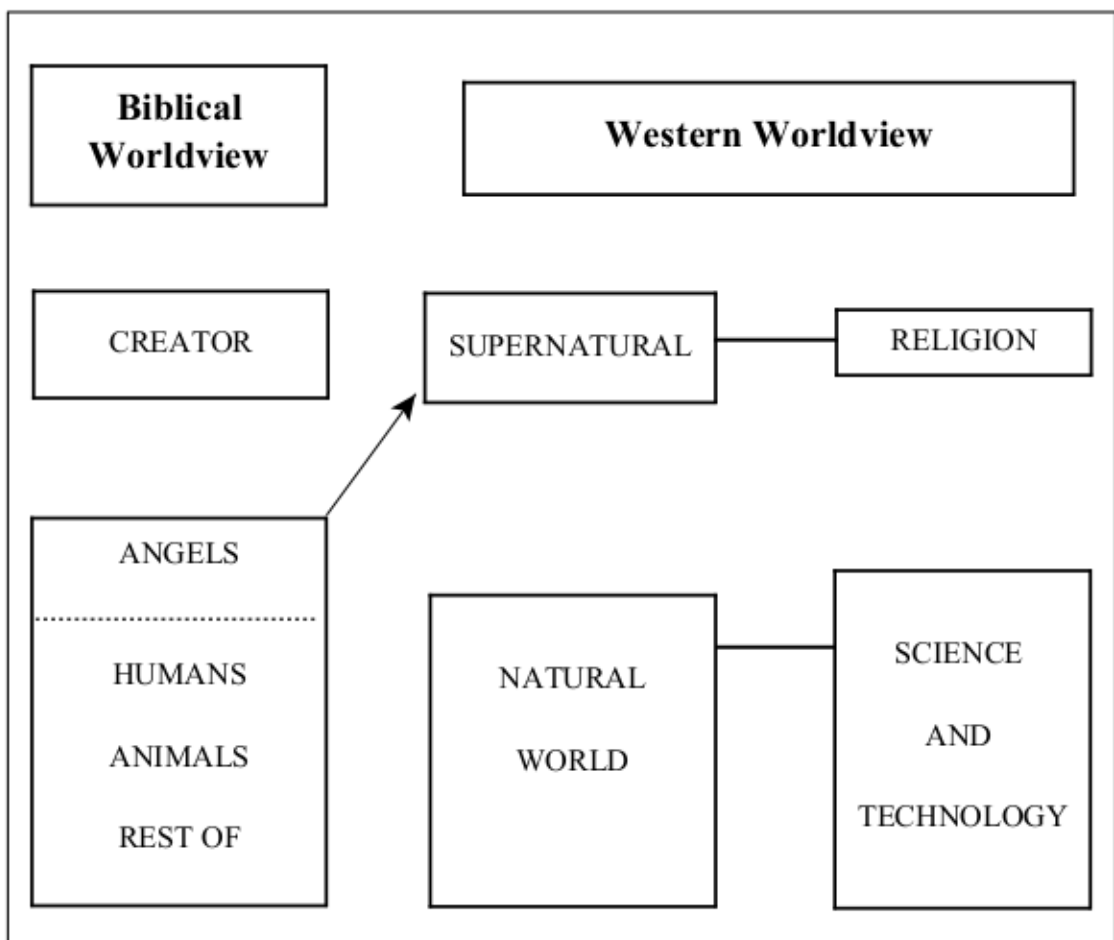 Biblical
Worldview
Western Worldview
CREATOR
SUPERNATURAL
RELIGION
ANGELS
HUMANS
ANIMALS
REST OF
NATURAL
WORLD
SCIENCE
AND
TECHNOLOGY